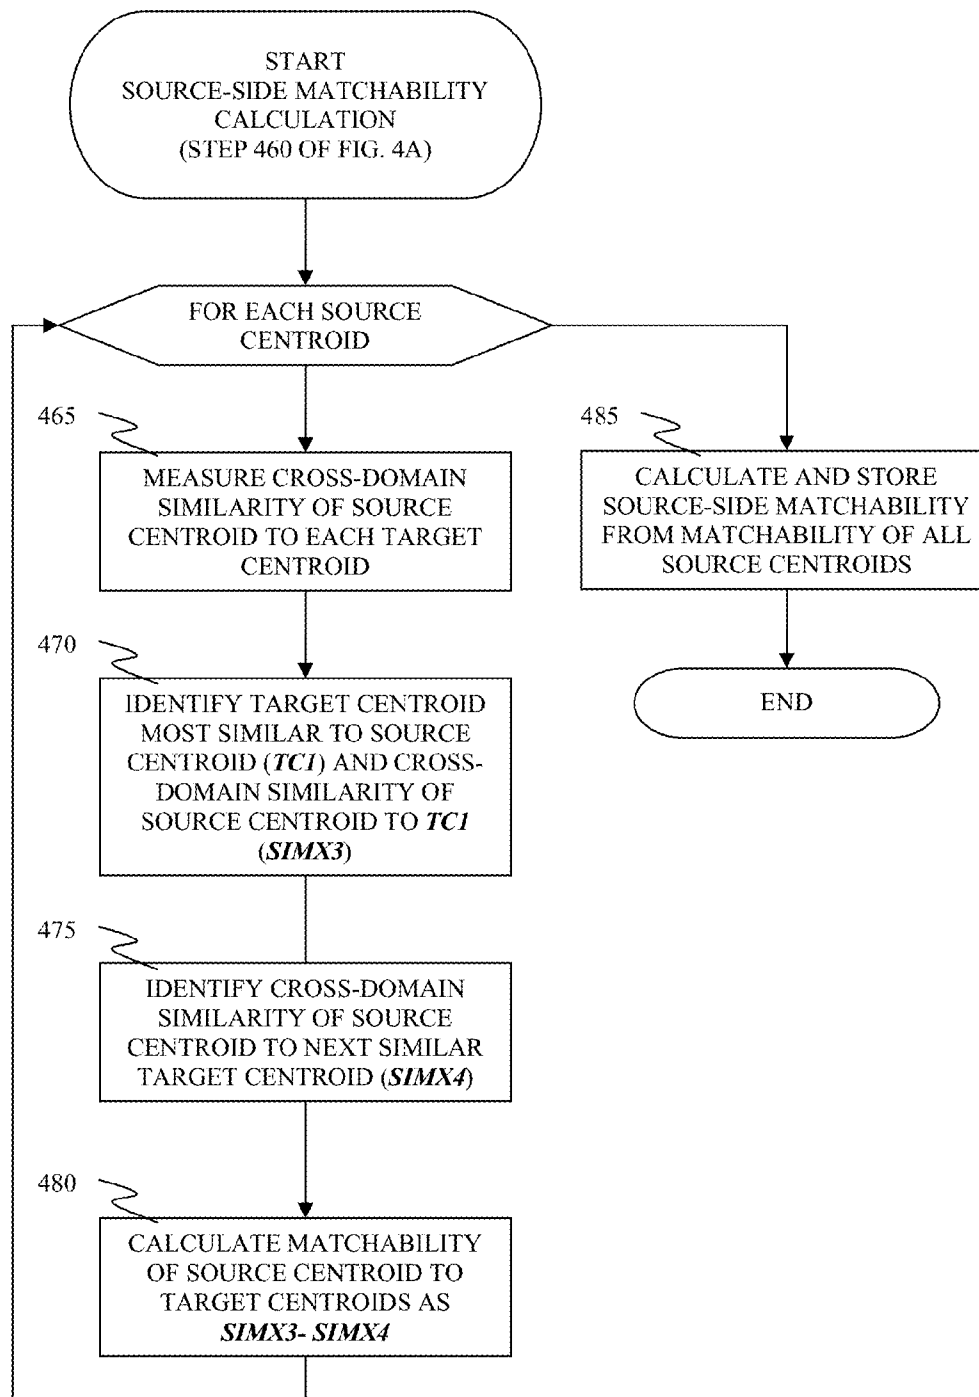 START
SOURCE-SIDE MATCHABILITY
CALCULATION
(STEP 460 OF FIG. 4A)
FOR EACH SOURCE
CENTROID
465
MEASURE CROSS-DOMAIN
SIMILARITY OF SOURCE
CENTROID TO EACH TARGET
CENTROID
470
IDENTIFY TARGET CENTROID
MOST SIMILAR TO SOURCE
CENTROID (TC1) AND CROSS-
DOMAIN SIMILARITY OF
SOURCE CENTROID TO TC1
(SIMX3)
475
IDENTIFY CROSS-DOMAIN
SIMILARITY OF SOURCE
CENTROID TO NEXT SIMILAR
TARGET CENTROID (SIMX4)
480
CALCULATE MATCHABILITY
OF SOURCE CENTROID TO
TARGET CENTROIDS AS
SIMX3- SIMX4
485
CALCULATE AND STORE
SOURCE-SIDE MATCHABILITY
FROM MATCHABILITY OF ALL
SOURCE CENTROIDS
END